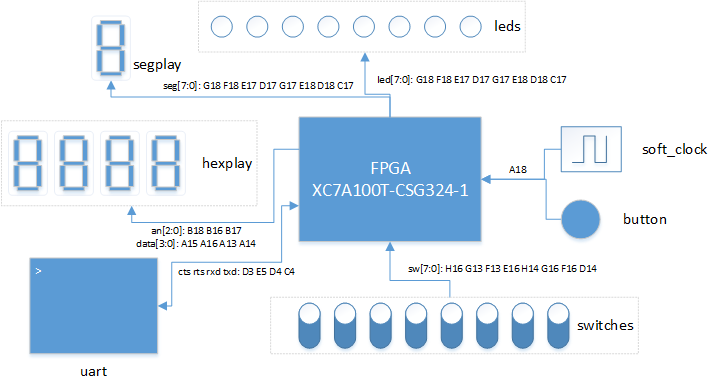 leds
segplay
led[7:0]: G18 F18 E17 D17 G17 E18 D18 C17
seg[7:0]: G18 F18 E17 D17 G17 E18 D18 C17
hexplay
FPGA
XC7A100T-CSG324-1
A18
soft_clock
button
an[2:0]: B18 B16 B17
data[3:0]: A15 A16 A13 A14
cts rts rxd txd: D3 E5 D4 C4
sw[7:0]: H16 G13 F13 E16 H14 G16 F16 D14
>
switches
uart